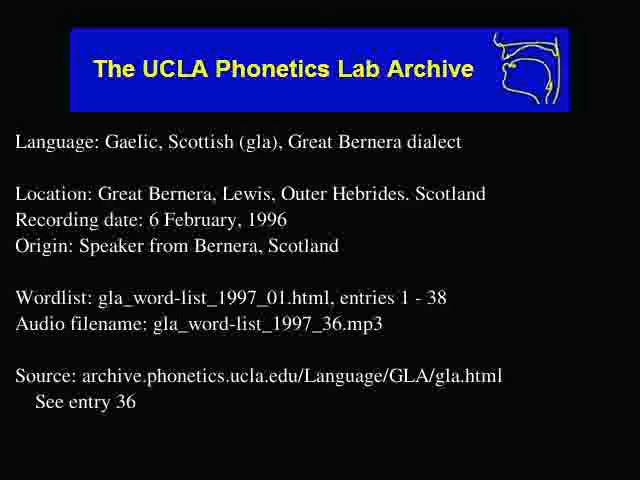 The UCLA Phonetics Lab Archive
Language: Gaelic, Scottish (gla), Great Bernera dialect
Location: Great Bernera, Lewis, Outer Hebrides. Scotland
Recording date: 6 February, 1996
Origin: Speaker from Bernera, Scotland
Wordlist: gla_word-list_1997_01.html, entries 1 - 38
Audio filename: gla_word-list_1997_36.mp3
Source: archive.phonetics.ucla.edu/Language/GLA/gla.html
See entry 36